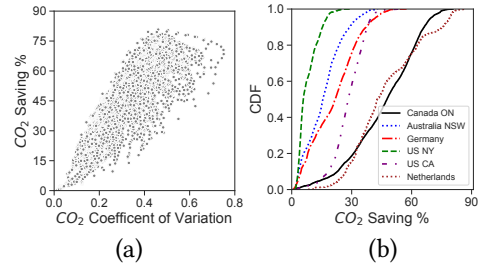 90
75
60
45
30
15
0
CO2 Saving %
0.0 0.2 0.4 0.6 0.8
CO2 Coefficent of Variation
(a)
1.0
0.8
0.6
0.4
0.2
0.0
CDF
Canada ON
Australia NSW
Germany
US NY
US CA
Netherlands
0 30 60 90
CO2 Saving %
(b)